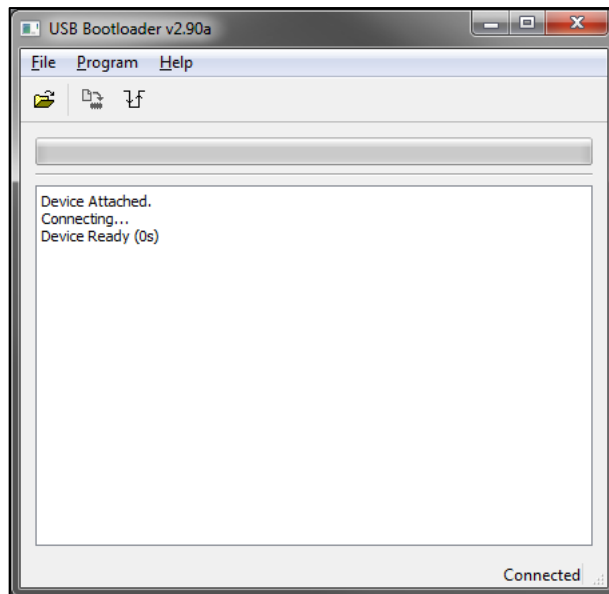 USB Bootloader v2.90a
File Program Help
Device Attached.
Connecting...
Device Ready (0s)
Connected